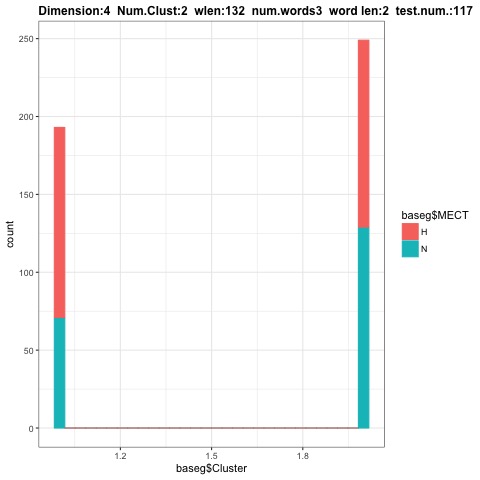 Dimension:4  Num.Clust:2  wlen:132  num.words3  word len:2  test.num.:117
250
200
150
100
50
0
count
1.2 1.5 1.8
baseg$Cluster
baseg$MECT
H
N